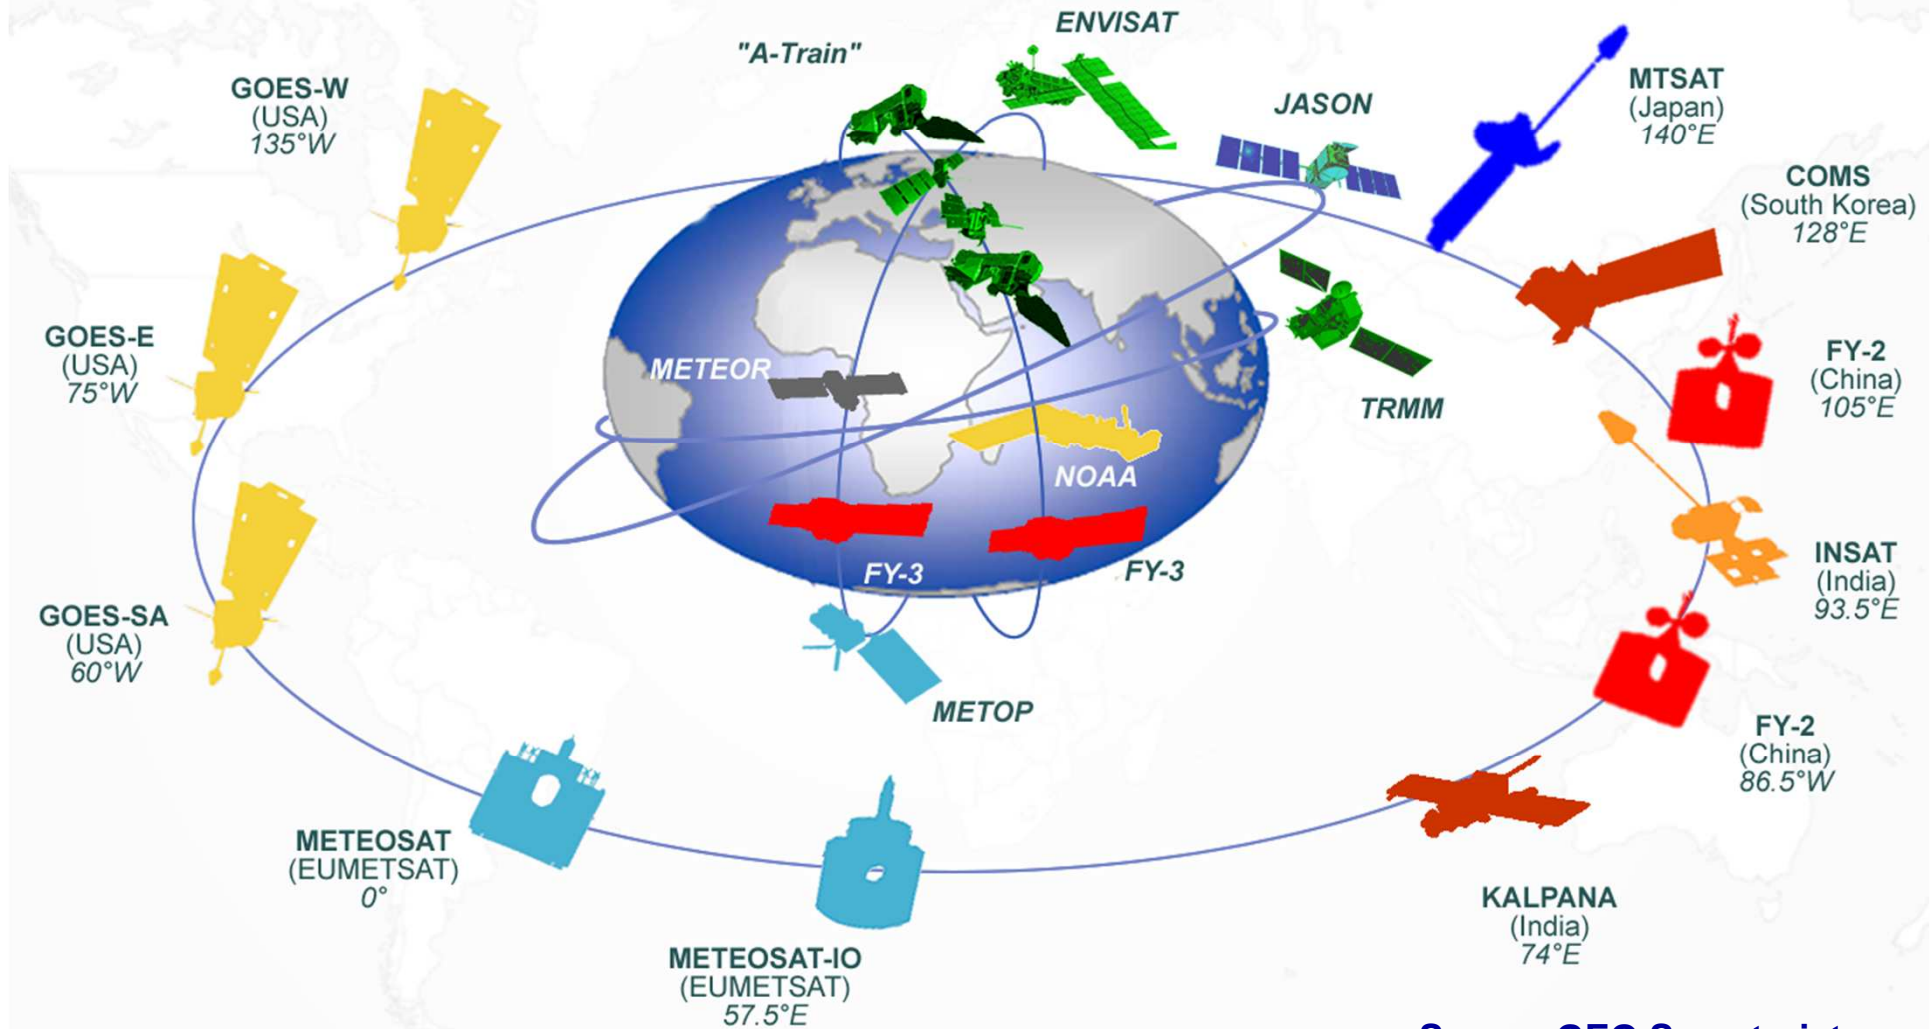 ENVISAT
"A-Train"
GOES-W
(USA)
135°W
JASON
MTSAT
(Japan)
140°E
COMS
(South Korea)
128°E
GOES-E
(USA)
75°W
METEOR
FY-2
(China)
105°E
TRMM
NOAA
INSAT
(India)
93.5°E
FY-3
FY-3
GOES-SA
(USA)
60°W
METOP
FY-2
(China)
86.5°W
METEOSAT
(EUMETSAT)
0°
KALPANA
(India)
74°E
METEOSAT-IO
(EUMETSAT)
57.5°E